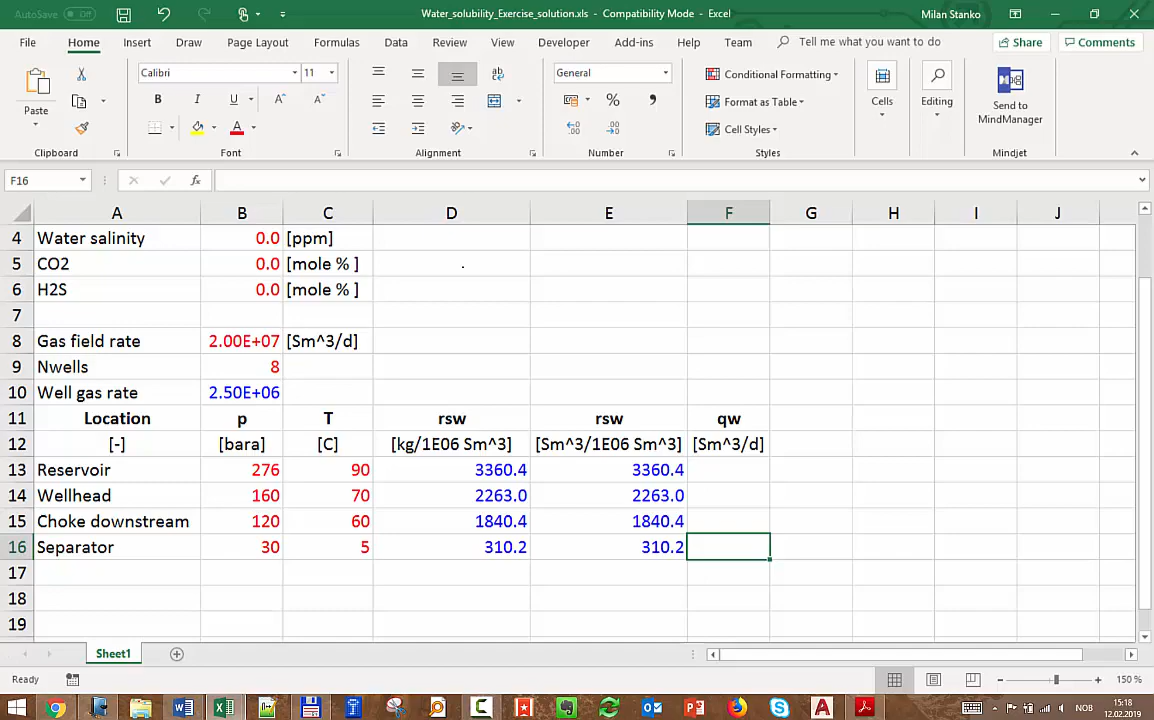 AutoSave Off Water_solubility_Exercise_solution.xls - Compatibility Mode - Excel Milan Stanko
File Home Insert Draw Page Layout Formulas Data Review View Developer Add-ins Help Team Tell me what you want to do Share Comments
Paste Calibri 11 General Conditional Formatting Format as Table Cell Styles Cells Editing Send to MindManager
Clipboard Font Alignment Number Styles Mindjet
F16 fx
A B C D E F G H I J
4 Water salinity 0.0 [ppm]
5 CO2 0.0 [mole % ]
6 H2S 0.0 [mole % ]
7
8 Gas field rate 2.00E+07 [Sm^3/d]
9 Nwells 8
10 Well gas rate 2.50E+06
11 Location p T rsw rsw qw
12 [-] [bara] [C] [kg/1E06 Sm^3] [Sm^3/1E06 Sm^3] [Sm^3/d]
13 Reservoir 276 90 3360.4 3360.4
14 Wellhead 160 70 2263.0 2263.0
15 Choke downstream 120 60 1840.4 1840.4
16 Separator 30 5 310.2 310.2
17
18
19
Sheet1
Ready 150 %
NOB 15:18 12.02.2019